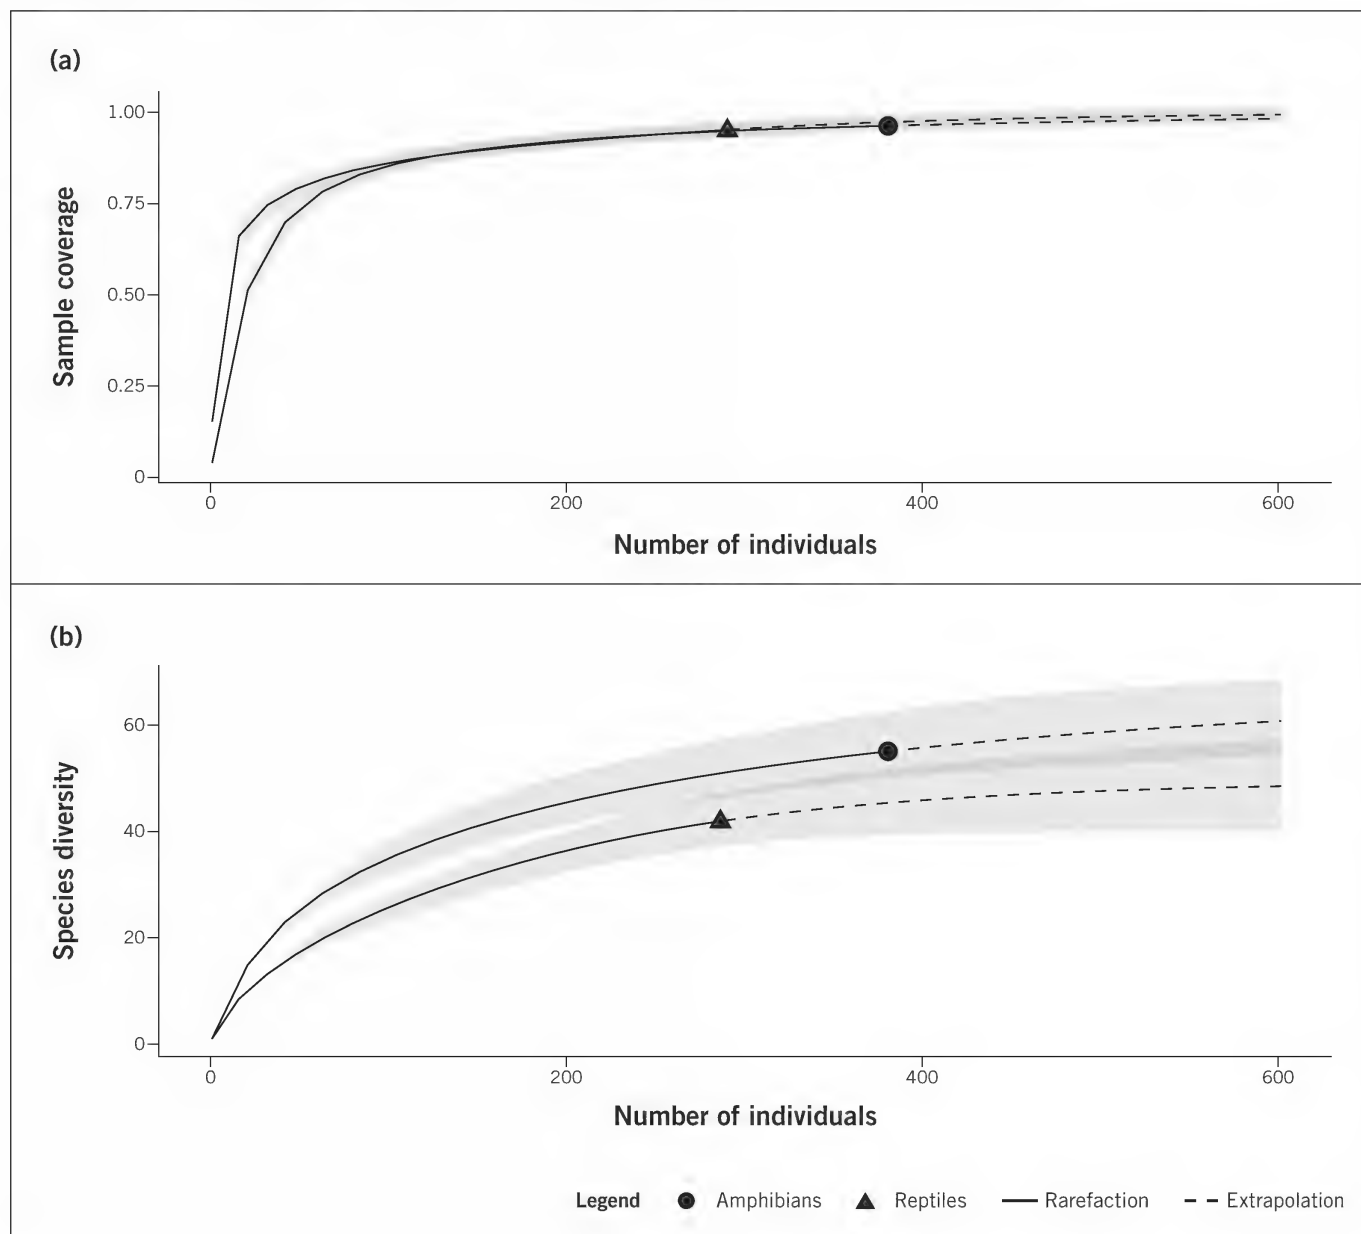 (a)
1.00
0.75
0.50
0.25
0
Sample coverage
0
200
400
600
Number of individuals
(b)
60
40
20
0
Species diversity
0
200
400
600
Number of individuals
Legend Amphibians Reptiles Rarefaction Extrapolation